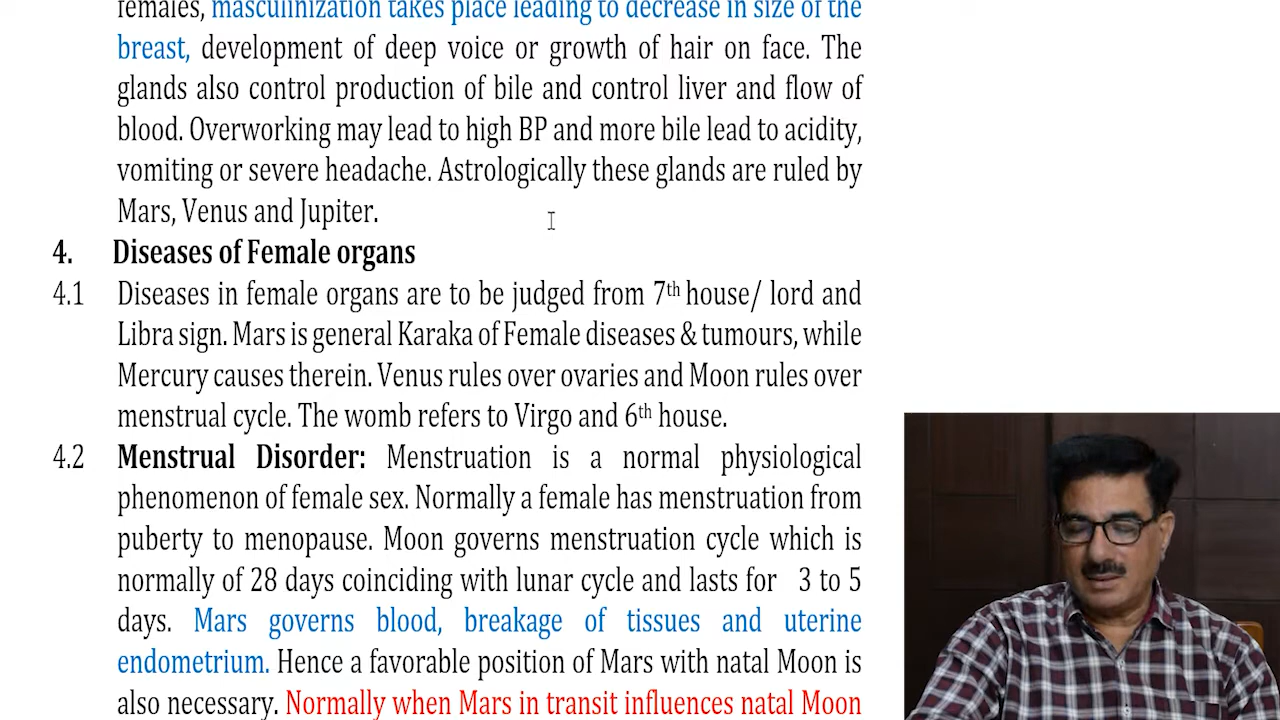 females, masculinization takes place leading to decrease in size of the
breast, development of deep voice or growth of hair on face. The
glands also control production of bile and control liver and flow of
blood. Overworking may lead to high BP and more bile lead to acidity,
vomiting or severe headache. Astrologically these glands are ruled by
Mars, Venus and Jupiter.
4. Diseases of Female organs
4.1 Diseases in female organs are to be judged from 7th house/ lord and
Libra sign. Mars is general Karaka of Female diseases & tumours, while
Mercury causes therein. Venus rules over ovaries and Moon rules over
menstrual cycle. The womb refers to Virgo and 6th house.
4.2 Menstrual Disorder: Menstruation is a normal physiological
phenomenon of female sex. Normally a female has menstruation from
puberty to menopause. Moon governs menstruation cycle which is
normally of 28 days coinciding with lunar cycle and lasts for 3 to 5
days. Mars governs blood, breakage of tissues and uterine
endometrium. Hence a favorable position of Mars with natal Moon is
also necessary. Normally when Mars in transit influences natal Moon